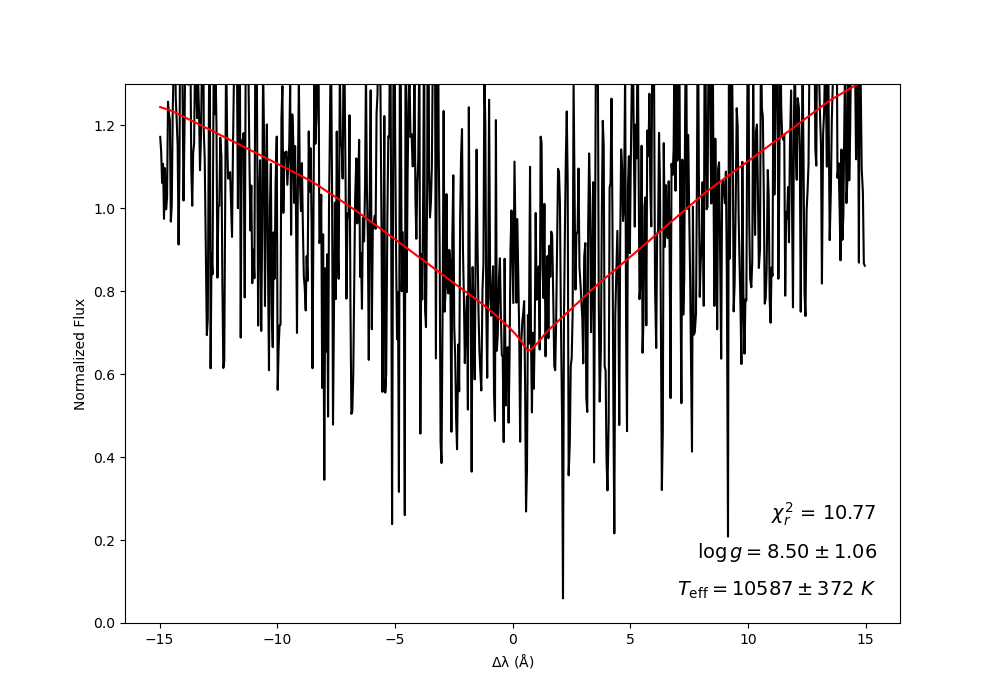 1.2
1.0
0.8
0.6
0.4
0.2
0.0
Normalized Flux
χ²ᵣ = 10.77
log g = 8.50 ± 1.06
T_eff = 10587 ± 372 K
−15 −10 −5 0 5 10 15
Δλ (Å)